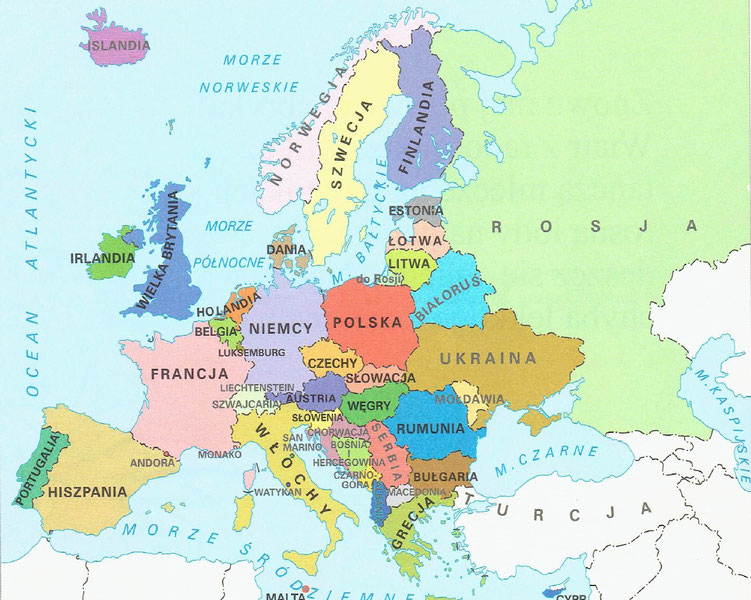 ISLANDIA
MORZE
NORWESKIE
NORWEGIA
SZWECJA
FINLANDIA
OCEAN ATLANTYCKI
ROSJA
ESTONIA
ŁOTWA
LITWA
do Rosji
M. BAŁTYCKIE
MORZE
PÓŁNOCNE
DANIA
IRLANDIA
WIELKA BRYTANIA
BIAŁORUŚ
HOLANDIA
BELGIA
LUKSEMBURG
NIEMCY
POLSKA
UKRAINA
CZECHY
SŁOWACJA
FRANCJA
LIECHTENSTEIN
SZWAJCARIA
AUSTRIA
WĘGRY
MOŁDAWIA
M. KASPIJSKIE
SŁOWENIA
CHORWACJA
RUMUNIA
SAN
MARINO
BOŚNIA
I
HERCEGOWINA
SERBIA
CZARNO-
GÓRA
M. CZARNE
MONAKO
ANDORA
WŁOCHY
BUŁGARIA
PORTUGALIA
HISZPANIA
WATYKAN
MACEDONIA
GRECJA
TURCJA
MORZE ŚRÓDZIEMNE
MALTA
CYPR